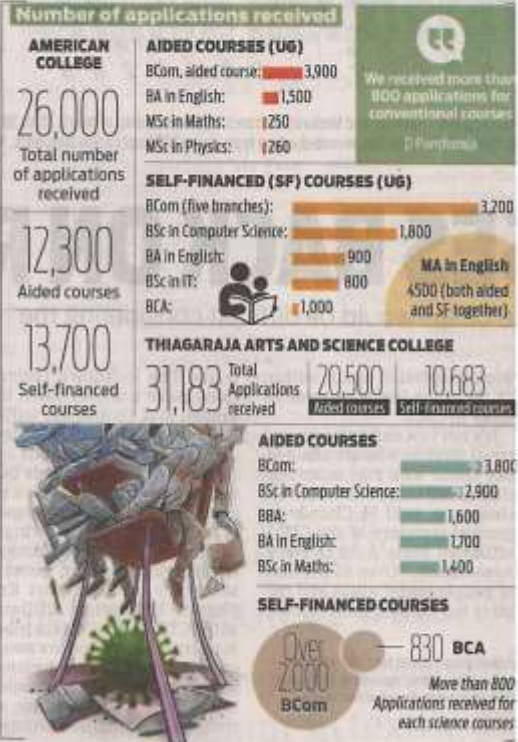 Number of applications received
AMERICAN
COLLEGE
26,000
Total number
of applications
received
12,300
Aided courses
13,700
Self-financed
courses
AIDED COURSES (UG)
BCom, aided course: 3,900
BA in English: 1,500
MSc in Maths: 250
MSc in Physics: 260
We received more than
800 applications for
conventional courses
SELF-FINANCED (SF) COURSES (UG)
BCom (five branches): 3,200
BSc in Computer Science: 1,800
BA in English: 900
BSc in IT: 800
BCA: 1,000
MA in English
4500 (both aided
and SF together)
THIAGARAJA ARTS AND SCIENCE COLLEGE
31,183 Total
Applications
received
20,500
Aided courses
10,683
Self-financed courses
AIDED COURSES
BCom: 3,800
BSc in Computer Science: 2,900
BBA: 1,600
BA in English: 1,700
BSc in Maths: 1,400
SELF-FINANCED COURSES
Over
2,000
BCom
830 BCA
More than 800
Applications received for
each science courses